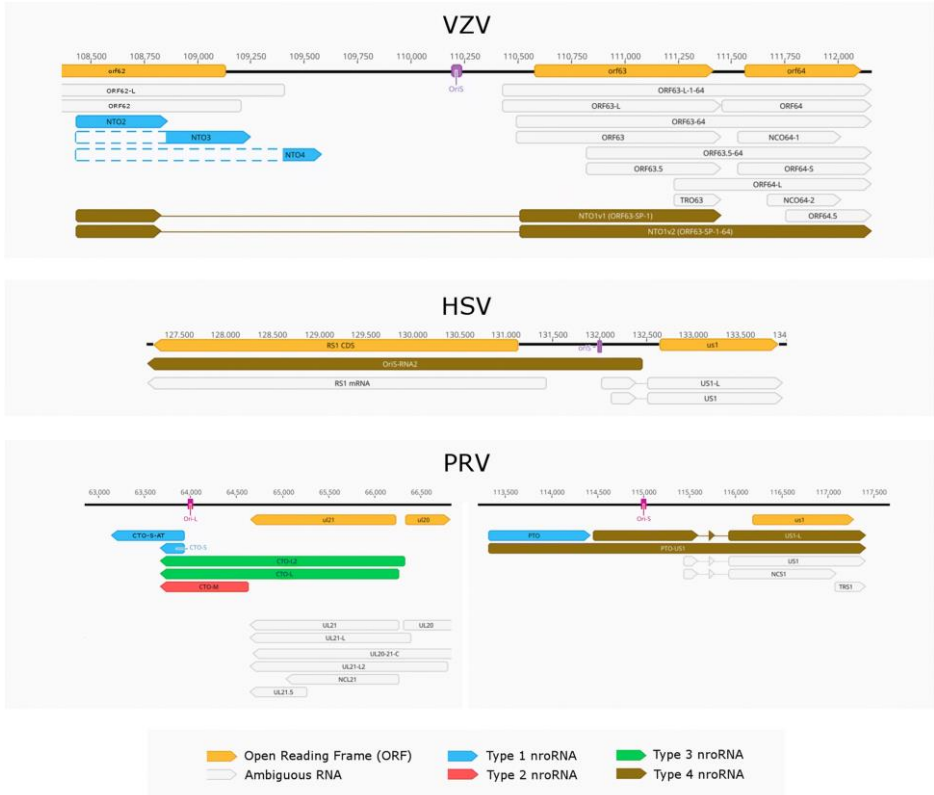 VZV
108,500 108,750 109,000 109,250 109,500 109,750 110,000 110,250 110,500 110,750 111,000 111,250 111,500 111,750 112,000
orf62 orf63 orf64
OriS
ORF62-L ORF63-L-1-64
ORF62 ORF63-L ORF64
NTO2 ORF63-64
NTO3 ORF63 NCO64-1
NTO4 ORF63.5-64
ORF63.5 ORF64-S
ORF64-L
TRO63 NCO64-2
NTO1v1 (ORF63-SP-1) ORF64.5
NTO1v2 (ORF63-SP-1-64)
HSV
127,500 128,000 128,500 129,000 129,500 130,000 130,500 131,000 131,500 132,000 132,500 133,000 133,500 134
RS1 CDS oriS us1
OriS-RNA2
RS1 mRNA US1-L
US1
PRV
63,000 63,500 64,000 64,500 65,000 65,500 66,000 66,500
Ori-L ul21 ul20
CTO-S-AT
CTO-S
CTO-L2
CTO-L
CTO-M
UL21 UL20
UL21-L
UL20-21-C
UL21-L2
NCL21
UL21.5
113,500 114,000 114,500 115,000 115,500 116,000 116,500 117,000 117,500
Ori-S us1
PTO US1-L
PTO-US1
US1
NCS1
TRS1
Open Reading Frame (ORF) Type 1 nroRNA Type 3 nroRNA
Ambiguous RNA Type 2 nroRNA Type 4 nroRNA